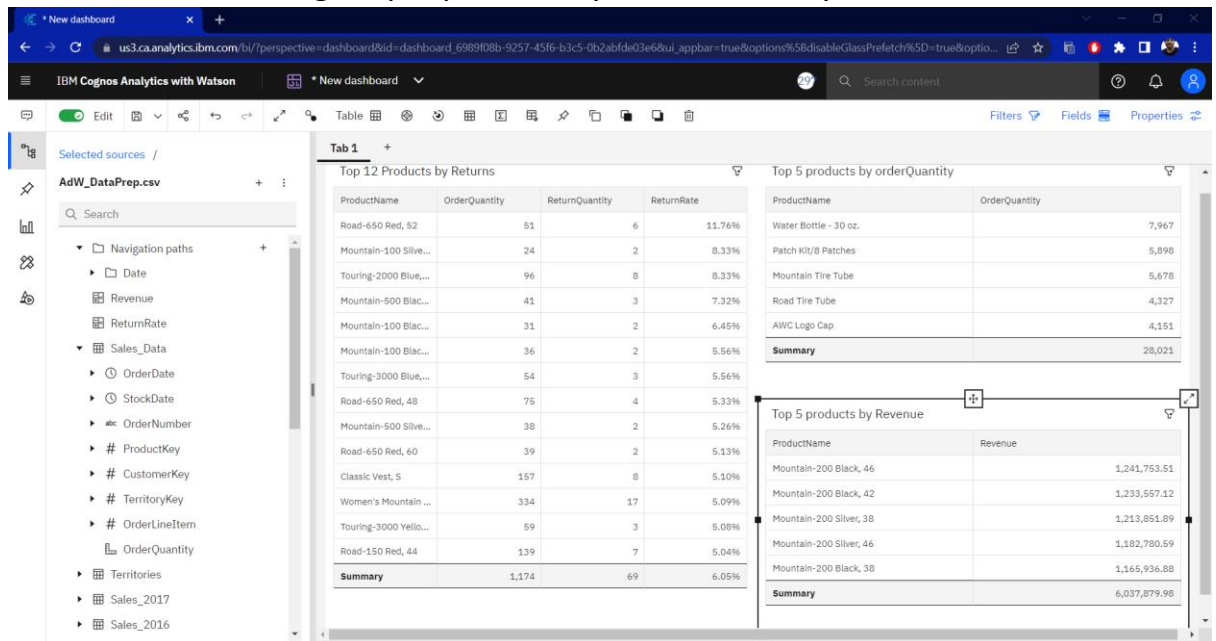 * New dashboard
us3.ca.analytics.ibm.com/bi/?perspective=dashboard&id=dashboard_6989f08b-9257-45f6-b3c5-0b2abfde03e6&ui_appbar=true&options%5BdisableGlassPrefetch%5D=true&optio...
IBM Cognos Analytics with Watson
* New dashboard
Search content
Edit
Table
Filters
Fields
Properties
Selected sources /
AdW_DataPrep.csv
Search
Navigation paths
Date
Revenue
ReturnRate
Sales_Data
OrderDate
StockDate
abc OrderNumber
# ProductKey
# CustomerKey
# TerritoryKey
# OrderLineItem
OrderQuantity
Territories
Sales_2017
Sales_2016
Tab 1 +
Top 12 Products by Returns
ProductName OrderQuantity ReturnQuantity ReturnRate
Road-650 Red, 52 51 6 11.76%
Mountain-100 Silve... 24 2 8.33%
Touring-2000 Blue,... 96 8 8.33%
Mountain-500 Blac... 41 3 7.32%
Mountain-100 Blac... 31 2 6.45%
Mountain-100 Blac... 36 2 5.56%
Touring-3000 Blue,... 54 3 5.56%
Road-650 Red, 48 75 4 5.33%
Mountain-500 Silve... 38 2 5.26%
Road-650 Red, 60 39 2 5.13%
Classic Vest, S 157 8 5.10%
Women's Mountain ... 334 17 5.09%
Touring-3000 Yello... 59 3 5.08%
Road-150 Red, 44 139 7 5.04%
Summary 1,174 69 6.05%
Top 5 products by orderQuantity
ProductName OrderQuantity
Water Bottle - 30 oz. 7,967
Patch Kit/8 Patches 5,898
Mountain Tire Tube 5,678
Road Tire Tube 4,327
AWC Logo Cap 4,151
Summary 28,021
Top 5 products by Revenue
ProductName Revenue
Mountain-200 Black, 46 1,241,753.51
Mountain-200 Black, 42 1,233,557.12
Mountain-200 Silver, 38 1,213,851.89
Mountain-200 Silver, 46 1,182,780.59
Mountain-200 Black, 38 1,165,936.88
Summary 6,037,879.98